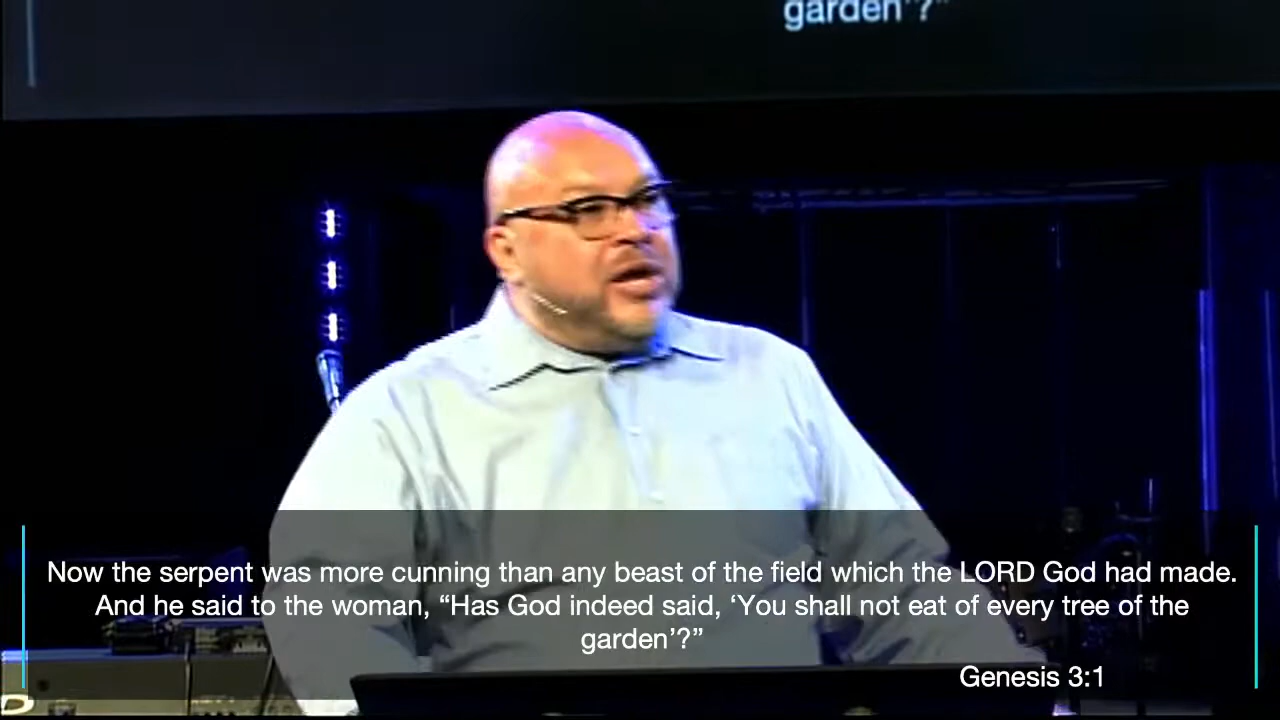 garden’?”
Now the serpent was more cunning than any beast of the field which the LORD God had made.
And he said to the woman, “Has God indeed said, ‘You shall not eat of every tree of the
garden’?”
Genesis 3:1